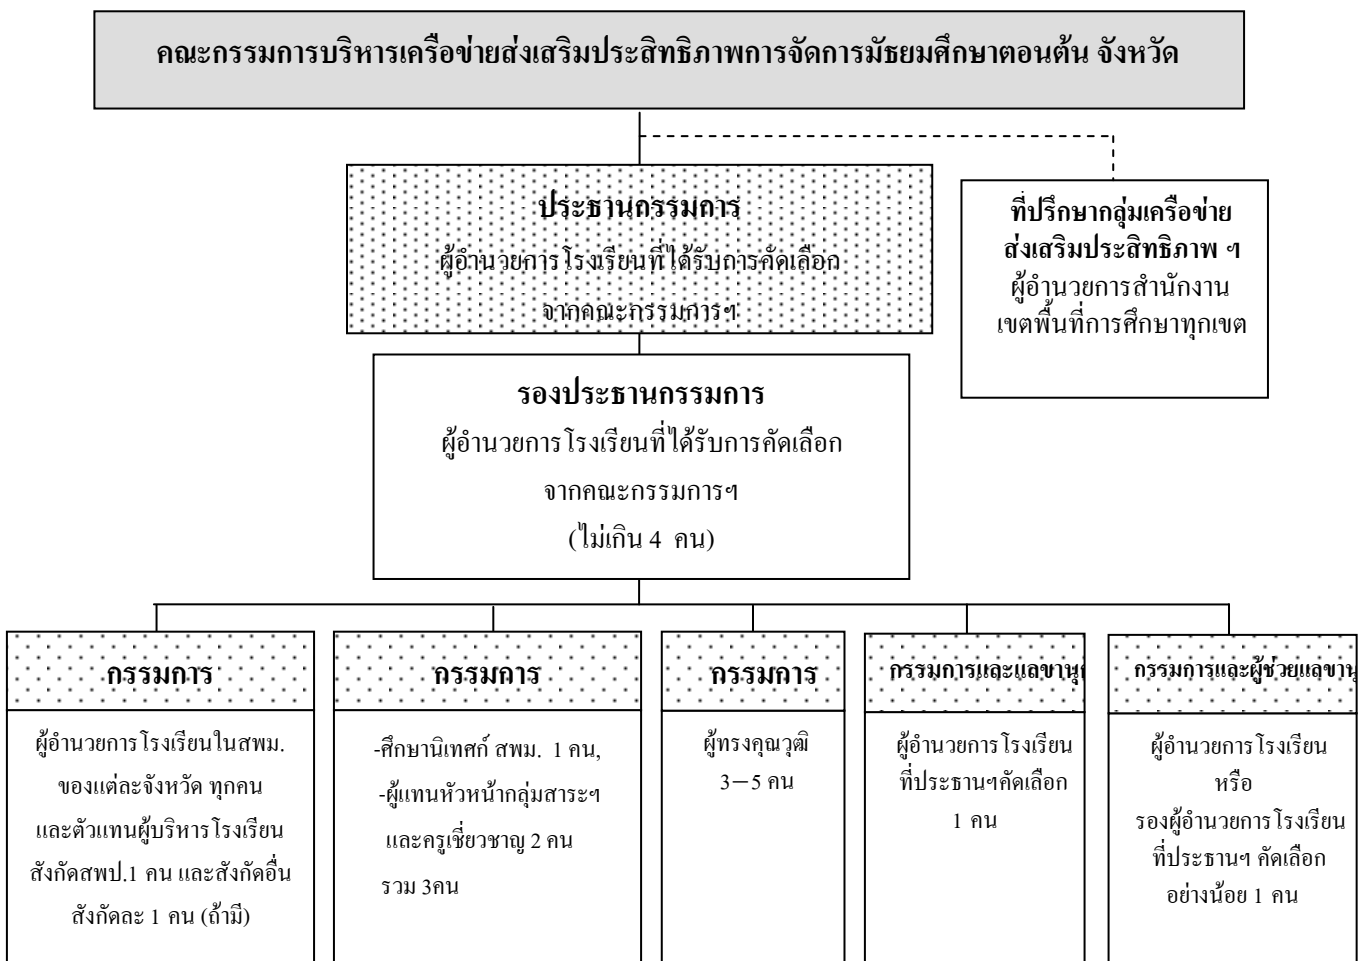 คณะกรรมการบริหารเครือข่ายส่งเสริมประสิทธิภาพการจัดการมัธยมศึกษาตอนต้น จังหวัด
ประธานกรรมการ
ผู้อำนวยการโรงเรียนที่ได้รับการคัดเลือก
จากคณะกรรมการฯ
ที่ปรึกษากลุ่มเครือข่าย
ส่งเสริมประสิทธิภาพ ฯ
ผู้อำนวยการสำนักงาน
เขตพื้นที่การศึกษาทุกเขต
รองประธานกรรมการ
ผู้อำนวยการโรงเรียนที่ได้รับการคัดเลือก
จากคณะกรรมการฯ
(ไม่เกิน 4 คน)
กรรมการ
ผู้อำนวยการโรงเรียนในสพม.
ของแต่ละจังหวัด ทุกคน
และตัวแทนผู้บริหารโรงเรียน
สังกัดสพป.1 คน และสังกัดอื่น
สังกัดละ 1 คน (ถ้ามี)
กรรมการ
-ศึกษานิเทศก์ สพม. 1 คน,
-ผู้แทนหัวหน้ากลุ่มสาระฯ
และครูเชี่ยวชาญ 2 คน
รวม 3คน
กรรมการ
ผู้ทรงคุณวุฒิ
3–5 คน
กรรมการและแลขานุก
ผู้อำนวยการโรงเรียน
ที่ประธานฯคัดเลือก
1 คน
กรรมการและผู้ช่วยแลขานุ
ผู้อำนวยการโรงเรียน
หรือ
รองผู้อำนวยการโรงเรียน
ที่ประธานฯ คัดเลือก
อย่างน้อย 1 คน